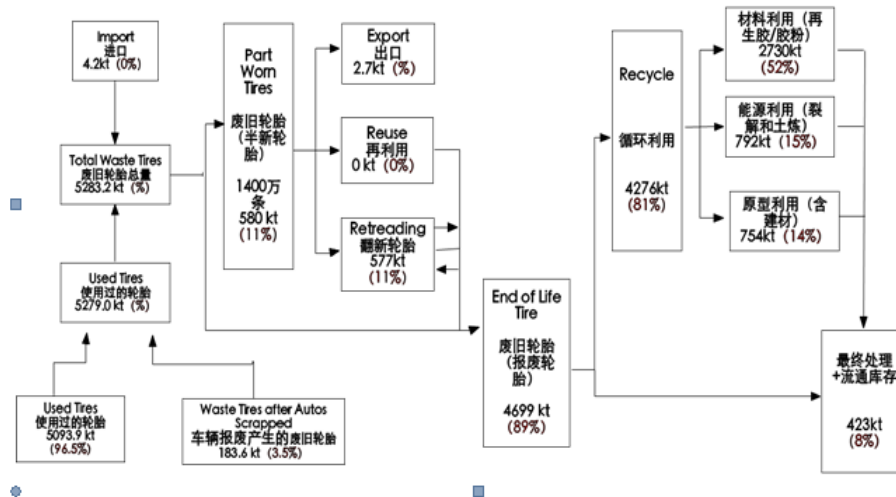 Import
进口
4.2kt (0%)
Total Waste Tires
废旧轮胎总量
5283.2 kt (%)
Used Tires
使用过的轮胎
5279.0 kt (%)
Used Tires
使用过的轮胎
5093.9 kt
(96.5%)
Waste Tires after Autos
Scrapped
车辆报废产生的废旧轮胎
183.6 kt (3.5%)
Part
Worn
Tires
废旧轮胎
(半新轮
胎)
1400万
条
580 kt
(11%)
Export
出口
2.7kt (%)
Reuse
再利用
0 kt (0%)
Retreading
翻新轮胎
577kt
(11%)
End of Life
Tire
废旧轮胎
(报废轮
胎)
4699 kt
(89%)
Recycle
循环利用
4276kt
(81%)
材料利用(再
生胶/胶粉)
2730kt
(52%)
能源利用(裂
解和土炼)
792kt (15%)
原型利用(含
建材)
754kt (14%)
最终处理
+流通库存
423kt
(8%)